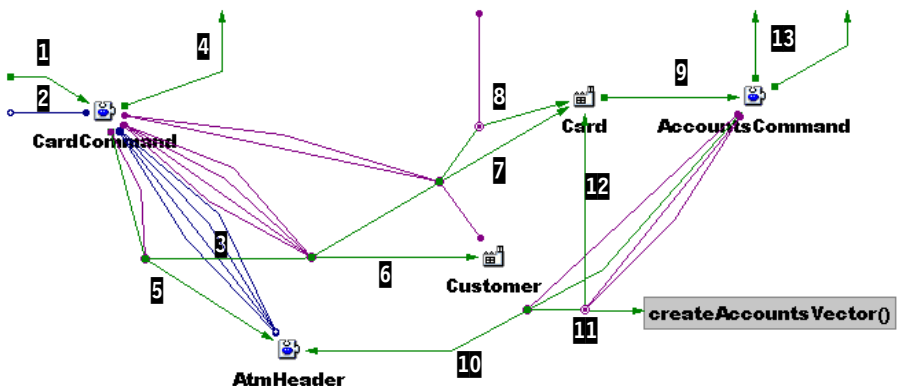 1
4
13
2
8
9
CardCommand
Card
AccountsCommand
7
12
3
6
5
Customer
11
createAccountsVector()
10
AtmHeader